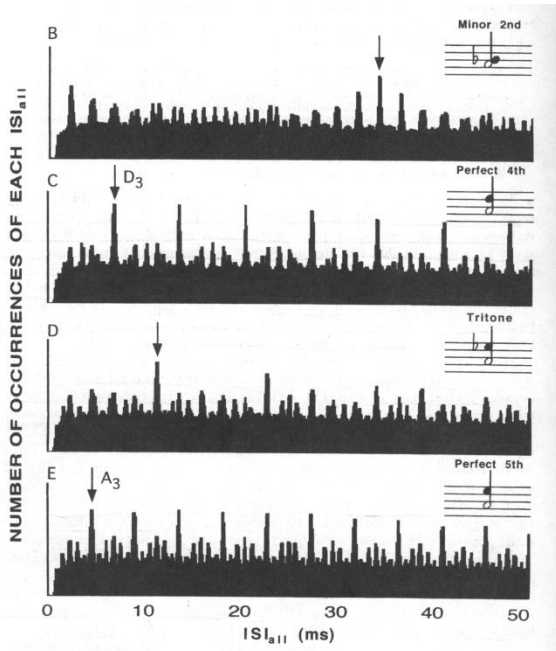 NUMBER OF OCCURRENCES OF EACH ISIall
B
Minor 2nd
♭
C
D3
Perfect 4th
D
Tritone
♭
E
A3
Perfect 5th
0 10 20 30 40 50
ISIall (ms)